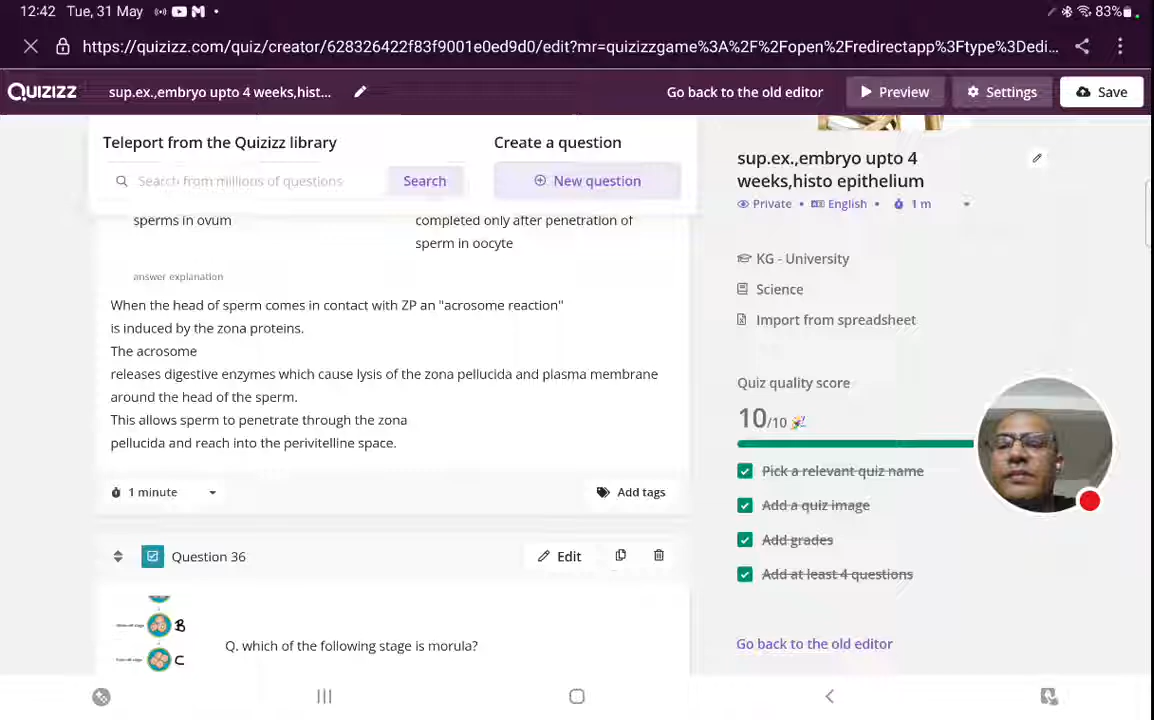 12:42 Tue, 31 May
83%
https://quizizz.com/quiz/creator/628326422f83f9001e0ed9d0/edit?mr=quizizzgame%3A%2F%2Fopen%2Fredirectapp%3Ftype%3Dedi...
QUIZIZZ
sup.ex.,embryo upto 4 weeks,hist...
Go back to the old editor
Preview
Settings
Save
Teleport from the Quizizz library
Search from millions of questions
Search
Create a question
New question
sperms in ovum
completed only after penetration of
sperm in oocyte
answer explanation
When the head of sperm comes in contact with ZP an "acrosome reaction"
is induced by the zona proteins.
The acrosome
releases digestive enzymes which cause lysis of the zona pellucida and plasma membrane
around the head of the sperm.
This allows sperm to penetrate through the zona
pellucida and reach into the perivitelline space.
1 minute
Add tags
Question 36
Edit
B
C
Q. which of the following stage is morula?
sup.ex.,embryo upto 4
weeks,histo epithelium
Private • English • 1 m
KG - University
Science
Import from spreadsheet
Quiz quality score
10/10
Pick a relevant quiz name
Add a quiz image
Add grades
Add at least 4 questions
Go back to the old editor